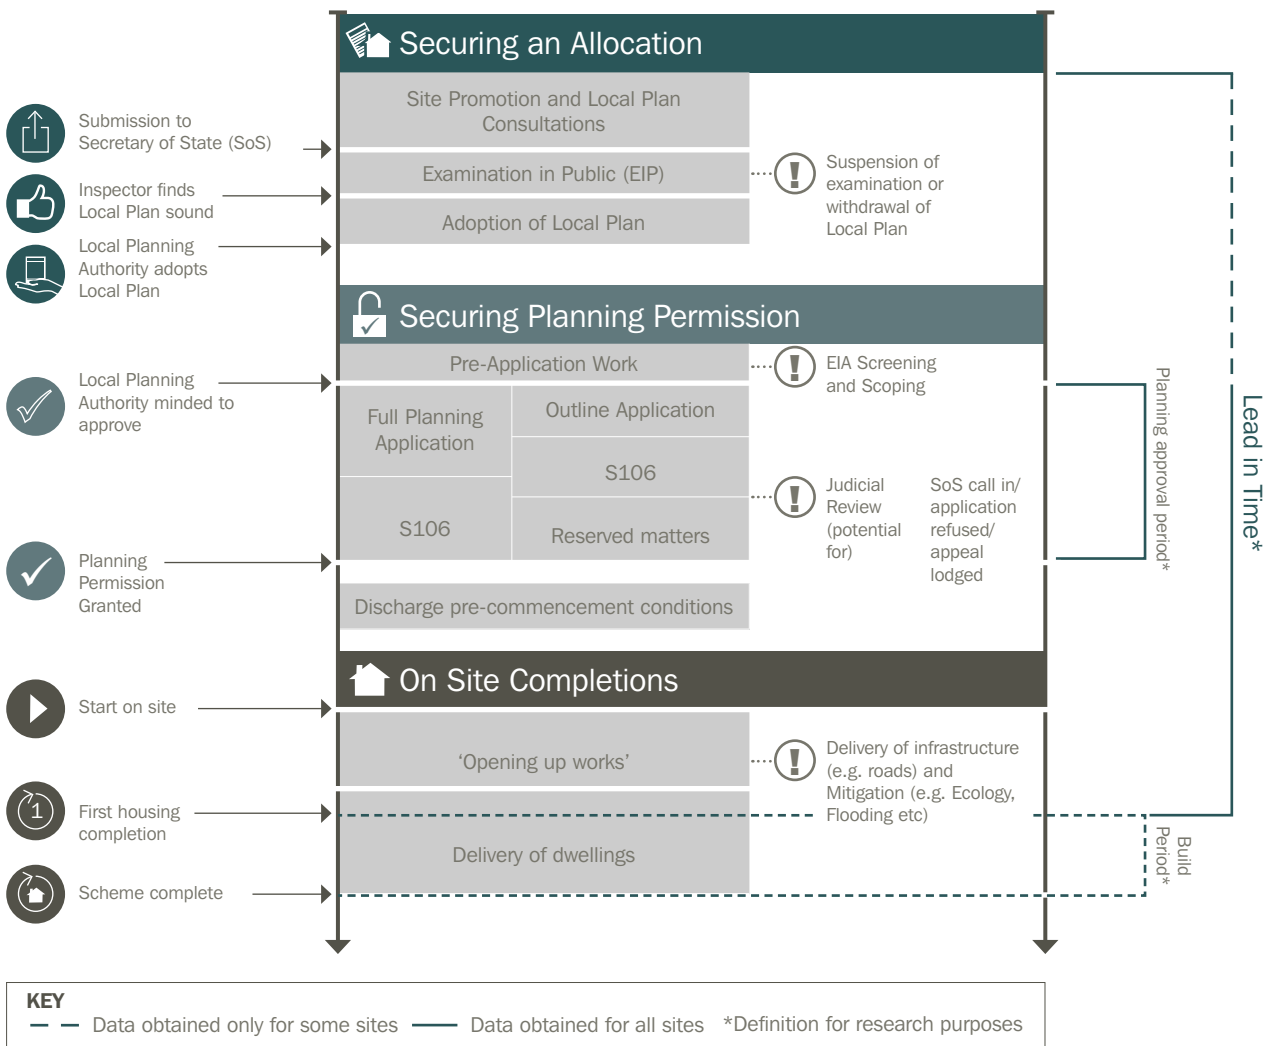 Securing an Allocation
Site Promotion and Local Plan
Consultations
Submission to
Secretary of State (SoS)
Examination in Public (EIP)
Suspension of
examination or
withdrawal of
Local Plan
Inspector finds
Local Plan sound
Adoption of Local Plan
Local Planning
Authority adopts
Local Plan
Securing Planning Permission
Pre-Application Work
EIA Screening
and Scoping
Local Planning
Authority minded to
approve
Full Planning
Application
Outline Application
S106
S106
Reserved matters
Judicial
Review
(potential
for)
SoS call in/
application
refused/
appeal
lodged
Planning approval period*
Lead in Time*
Planning
Permission
Granted
Discharge pre-commencement conditions
On Site Completions
Start on site
‘Opening up works’
Delivery of infrastructure
(e.g. roads) and
Mitigation (e.g. Ecology,
Flooding etc)
1
First housing
completion
Delivery of dwellings
Build
Period*
Scheme complete
KEY
Data obtained only for some sites
Data obtained for all sites
*Definition for research purposes